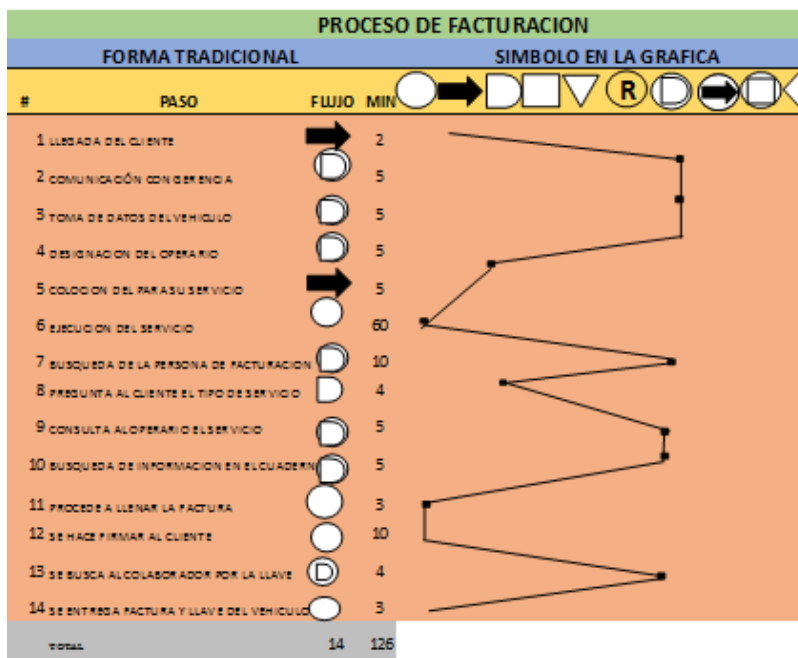 PROCESO DE FACTURACION
FORMA TRADICIONAL SIMBOLO EN LA GRAFICA
# PASO FLUJO MIN R
1 LLEGADA DEL CLIENTE 2
2 COMUNICACIÓN CON GERENCIA 5
3 TOMA DE DATOS DEL VEHICULO 5
4 DESIGNACION DEL OPERARIO 5
5 COLOCION DEL PARA SU SERVICIO 5
6 EJECUCION DEL SERVICIO 60
7 BUSQUEDA DE LA PERSONA DE FACTURACION 10
8 PREGUNTA AL CLIENTE EL TIPO DE SERVICIO 4
9 CONSULTA AL OPERARIO EL SERVICIO 5
10 BUSQUEDA DE INFORMACION EN EL CUADERN 5
11 PROCEDE A LLENAR LA FACTURA 3
12 SE HACE FIRMAR AL CLIENTE 10
13 SE BUSCA AL COLABORADOR POR LA LLAVE 4
14 SE ENTREGA FACTURA Y LLAVE DEL VEHICULO 3
TOTAL 14 126